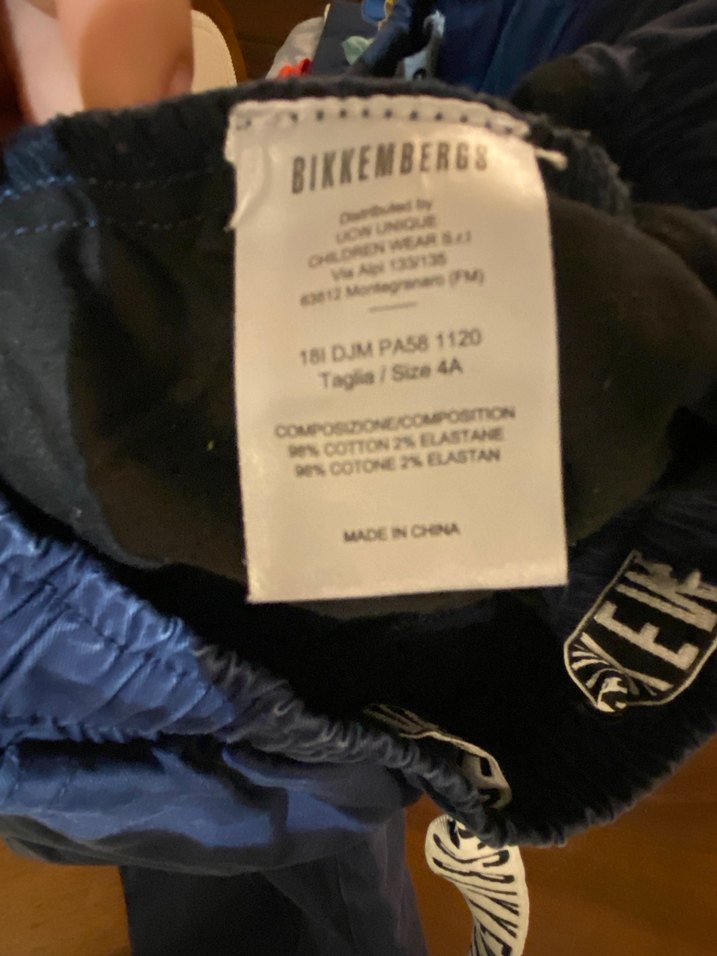 BIKKEMBERGS
Distributed by
UCW UNIQUE
CHILDREN WEAR S.r.l
Via Alpi 133/135
63812 Montegranaro (FM)
18I DJM PA58 1120
Taglia / Size 4A
COMPOSIZIONE/COMPOSITION
98% COTTON 2% ELASTANE
98% COTONE 2% ELASTAN
MADE IN CHINA